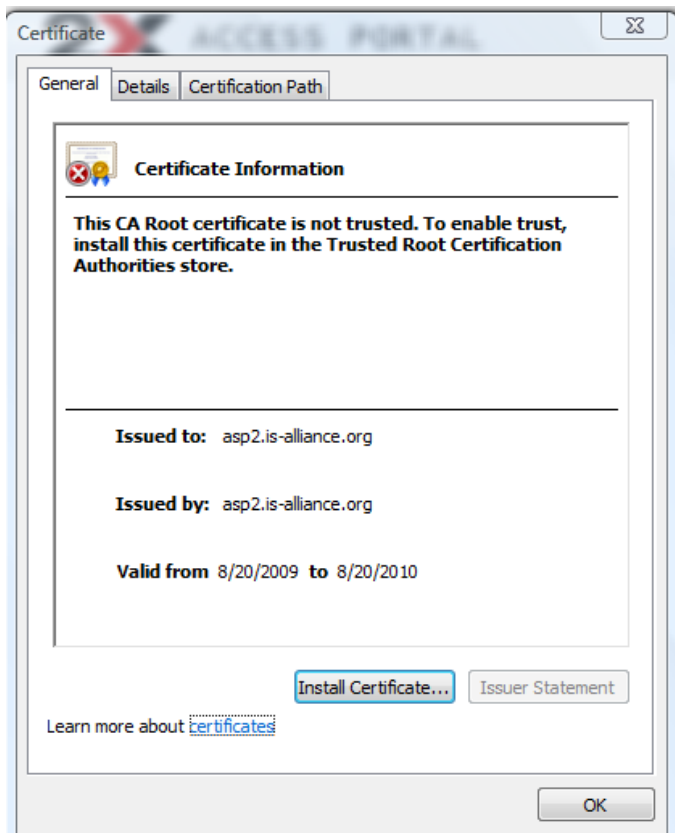 Certificate
2X ACCESS PORTAL
General Details Certification Path
Certificate Information
This CA Root certificate is not trusted. To enable trust,
install this certificate in the Trusted Root Certification
Authorities store.
Issued to: asp2.is-alliance.org
Issued by: asp2.is-alliance.org
Valid from 8/20/2009 to 8/20/2010
Install Certificate... Issuer Statement
Learn more about certificates
OK